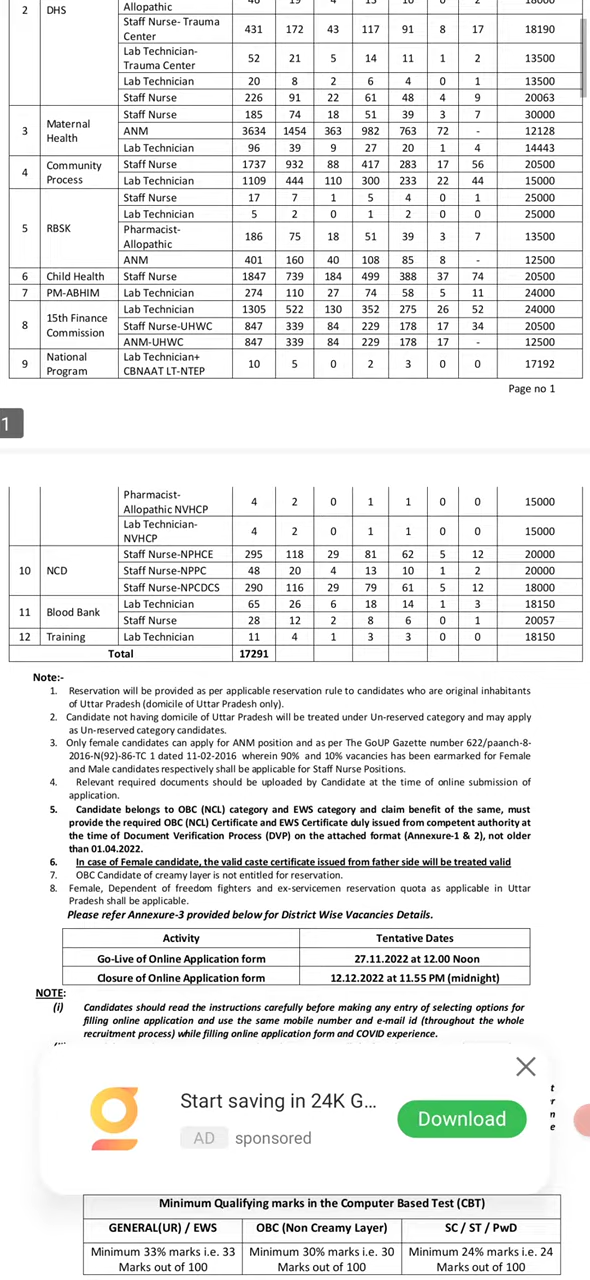 2 DHS Allopathic
Staff Nurse- Trauma Center 431 172 43 117 91 8 17 18190
Lab Technician- Trauma Center 52 21 5 14 11 1 2 13500
Lab Technician 20 8 2 6 4 0 1 13500
Staff Nurse 226 91 22 61 48 4 9 20063
3 Maternal Health Staff Nurse 185 74 18 51 39 3 7 30000
ANM 3634 1454 363 982 763 72 - 12128
Lab Technician 96 39 9 27 20 1 4 14443
4 Community Process Staff Nurse 1737 932 88 417 283 17 56 20500
Lab Technician 1109 444 110 300 233 22 44 15000
5 RBSK Staff Nurse 17 7 1 5 4 0 1 25000
Lab Technician 5 2 0 1 2 0 0 25000
Pharmacist- Allopathic 186 75 18 51 39 3 7 13500
ANM 401 160 40 108 85 8 - 12500
6 Child Health Staff Nurse 1847 739 184 499 388 37 74 20500
7 PM-ABHIM Lab Technician 274 110 27 74 58 5 11 24000
8 15th Finance Commission Lab Technician 1305 522 130 352 275 26 52 24000
Staff Nurse-UHWC 847 339 84 229 178 17 34 20500
ANM-UHWC 847 339 84 229 178 17 - 12500
9 National Program Lab Technician+ CBNAAT LT-NTEP 10 5 0 2 3 0 0 17192
Page no 1
1
Pharmacist- Allopathic NVHCP 4 2 0 1 1 0 0 15000
Lab Technician- NVHCP 4 2 0 1 1 0 0 15000
10 NCD Staff Nurse-NPHCE 295 118 29 81 62 5 12 20000
Staff Nurse-NPPC 48 20 4 13 10 1 2 20000
Staff Nurse-NPCDCS 290 116 29 79 61 5 12 18000
11 Blood Bank Lab Technician 65 26 6 18 14 1 3 18150
Staff Nurse 28 12 2 8 6 0 1 20057
12 Training Lab Technician 11 4 1 3 3 0 0 18150
Total 17291
Note:-
1. Reservation will be provided as per applicable reservation rule to candidates who are original inhabitants
of Uttar Pradesh (domicile of Uttar Pradesh only).
2. Candidate not having domicile of Uttar Pradesh will be treated under Un-reserved category and may apply
as Un-reserved category candidates.
3. Only female candidates can apply for ANM position and as per The GoUP Gazette number 622/paanch-8-
2016-N(92)-86-TC 1 dated 11-02-2016 wherein 90% and 10% vacancies has been earmarked for Female
and Male candidates respectively shall be applicable for Staff Nurse Positions.
4. Relevant required documents should be uploaded by Candidate at the time of online submission of
application.
5. Candidate belongs to OBC (NCL) category and EWS category and claim benefit of the same, must
provide the required OBC (NCL) Certificate and EWS Certificate duly issued from competent authority at
the time of Document Verification Process (DVP) on the attached format (Annexure-1 & 2), not older
than 01.04.2022.
6. In case of Female candidate, the valid caste certificate issued from father side will be treated valid
7. OBC Candidate of creamy layer is not entitled for reservation.
8. Female, Dependent of freedom fighters and ex-servicemen reservation quota as applicable in Uttar
Pradesh shall be applicable.
Please refer Annexure-3 provided below for District Wise Vacancies Details.
Activity Tentative Dates
Go-Live of Online Application form 27.11.2022 at 12.00 Noon
Closure of Online Application form 12.12.2022 at 11.55 PM (midnight)
NOTE:
(i) Candidates should read the instructions carefully before making any entry of selecting options for
filling online application and use the same mobile number and e-mail id (throughout the whole
recruitment process) while filling online application form and COVID experience.
Start saving in 24K G...
AD sponsored
Download
Minimum Qualifying marks in the Computer Based Test (CBT)
GENERAL(UR) / EWS OBC (Non Creamy Layer) SC / ST / PwD
Minimum 33% marks i.e. 33 Minimum 30% marks i.e. 30 Minimum 24% marks i.e. 24
Marks out of 100 Marks out of 100 Marks out of 100